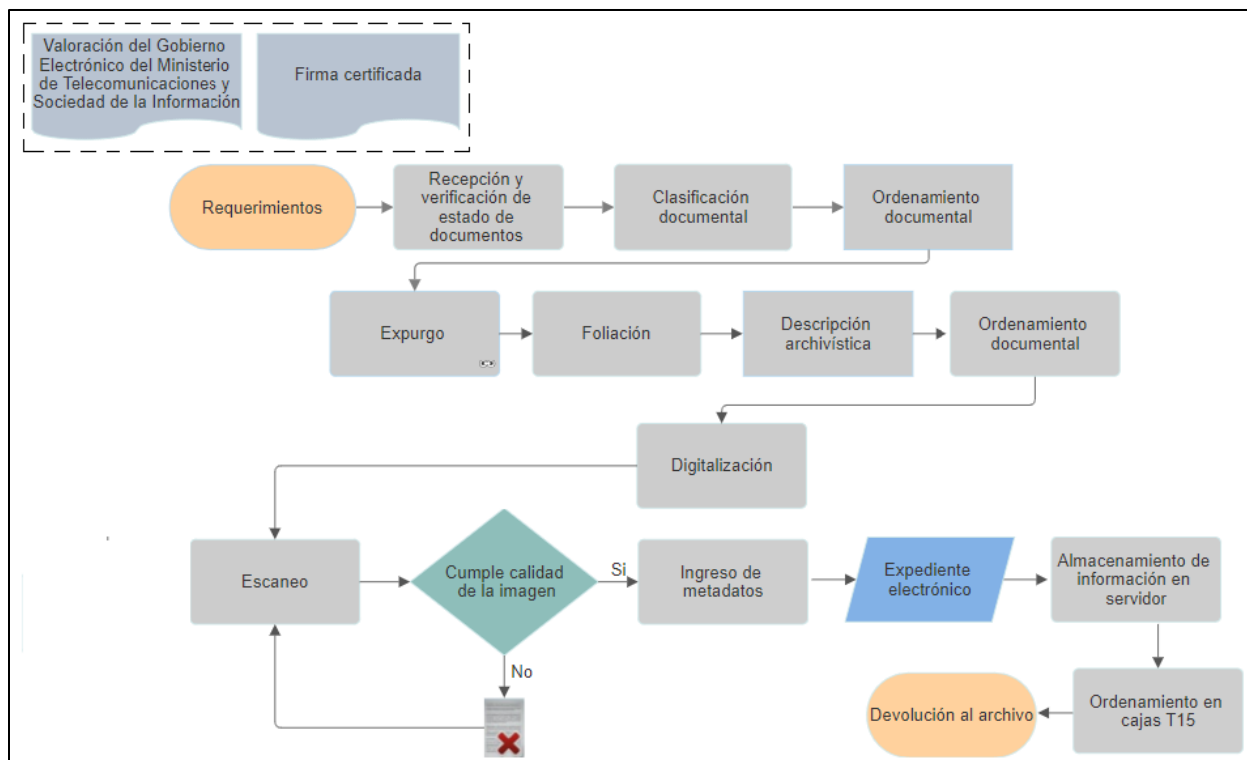 Valoración del Gobierno
Electrónico del Ministerio
de Telecomunicaciones y
Sociedad de la Información
Firma certificada
Requerimientos
Recepción y
verificación de
estado de
documentos
Clasificación
documental
Ordenamiento
documental
Expurgo
Foliación
Descripción
archivística
Ordenamiento
documental
Digitalización
Escaneo
Cumple calidad
de la imagen
Si
No
Ingreso de
metadatos
Expediente
electrónico
Almacenamiento de
información en
servidor
Ordenamiento en
cajas T15
Devolución al archivo